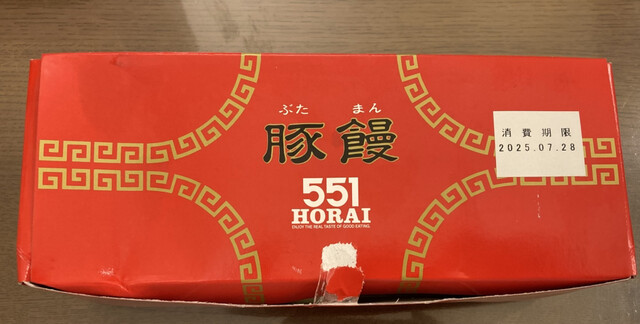 ぶた まん
豚饅
551
HORAI
ENJOY THE REAL TASTE OF GOOD EATING.
消費期限
2025.07.28